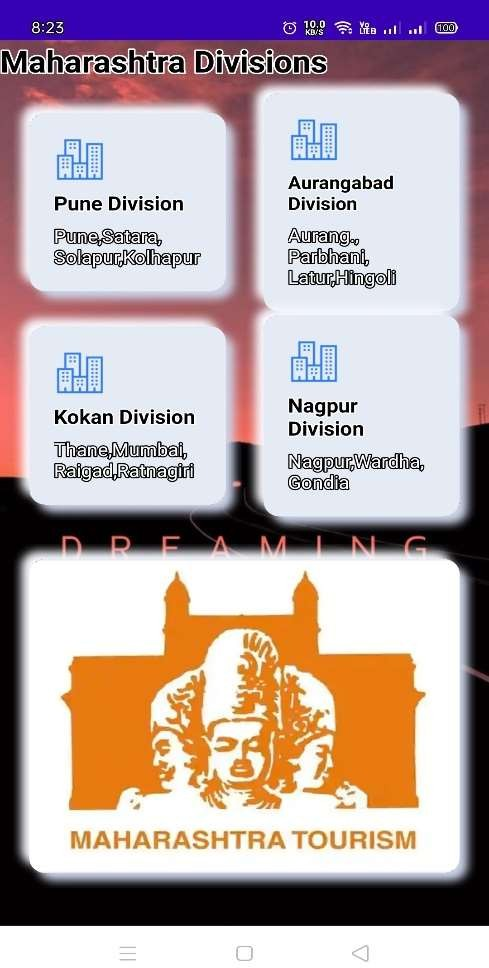 8:23
10.0
KB/S
Vo
LTE
100
Maharashtra Divisions
Pune Division
Pune,Satara,
Solapur,Kolhapur
Aurangabad
Division
Aurang.,
Parbhani,
Latur,Hingoli
Kokan Division
Thane,Mumbai,
Raigad,Ratnagiri
Nagpur
Division
Nagpur,Wardha,
Gondia
DREAMING
MAHARASHTRA TOURISM